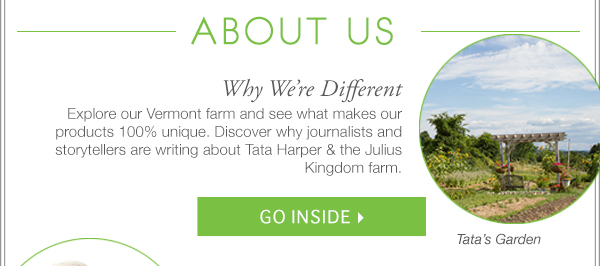 ABOUT US
Why We're Different
Explore our Vermont farm and see what makes our
products 100% unique. Discover why journalists and
storytellers are writing about Tata Harper & the Julius
Kingdom farm.
GO INSIDE
Tata's Garden